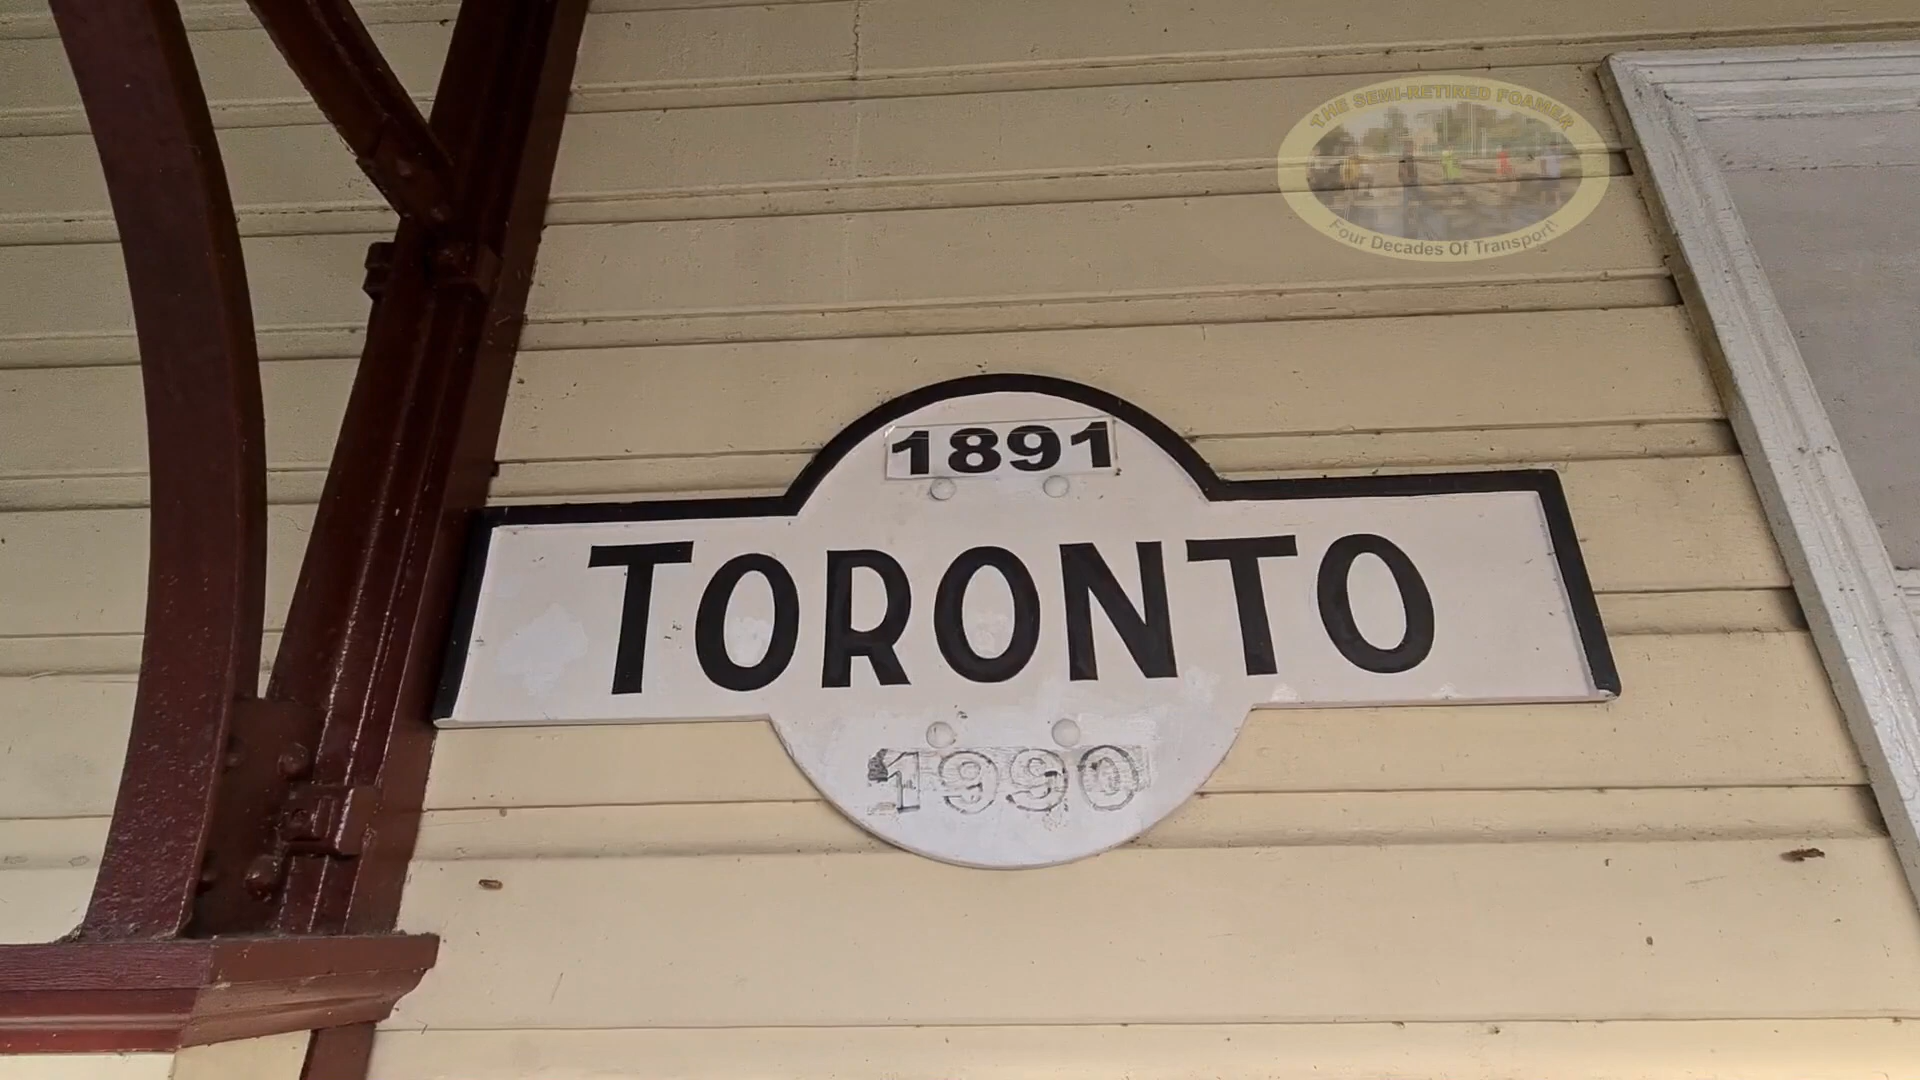 THE SEMI-RETIRED FOAMER
Four Decades Of Transport!
1891
TORONTO
1990